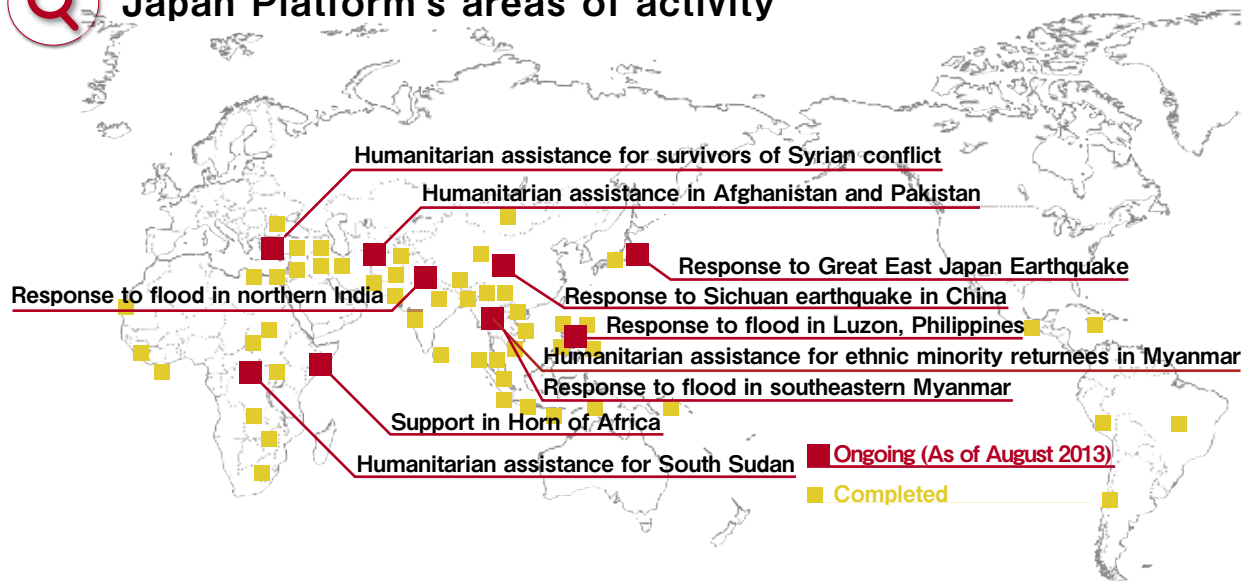 Japan Platform's areas of activity
Humanitarian assistance for survivors of Syrian conflict
Humanitarian assistance in Afghanistan and Pakistan
Response to Great East Japan Earthquake
Response to flood in northern India
Response to Sichuan earthquake in China
Response to flood in Luzon, Philippines
Humanitarian assistance for ethnic minority returnees in Myanmar
Response to flood in southeastern Myanmar
Support in Horn of Africa
Humanitarian assistance for South Sudan
Ongoing (As of August 2013)
Completed